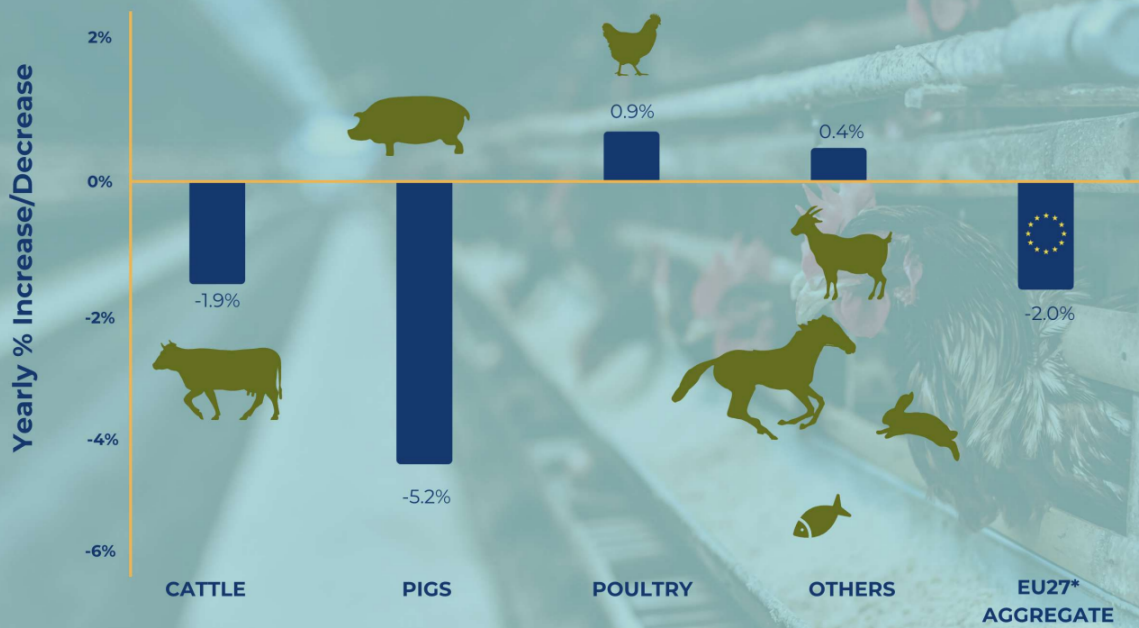 Yearly % Increase/Decrease
2%
0%
-2%
-4%
-6%
-1.9%
-5.2%
0.9%
0.4%
-2.0%
CATTLE
PIGS
POULTRY
OTHERS
EU27*
AGGREGATE